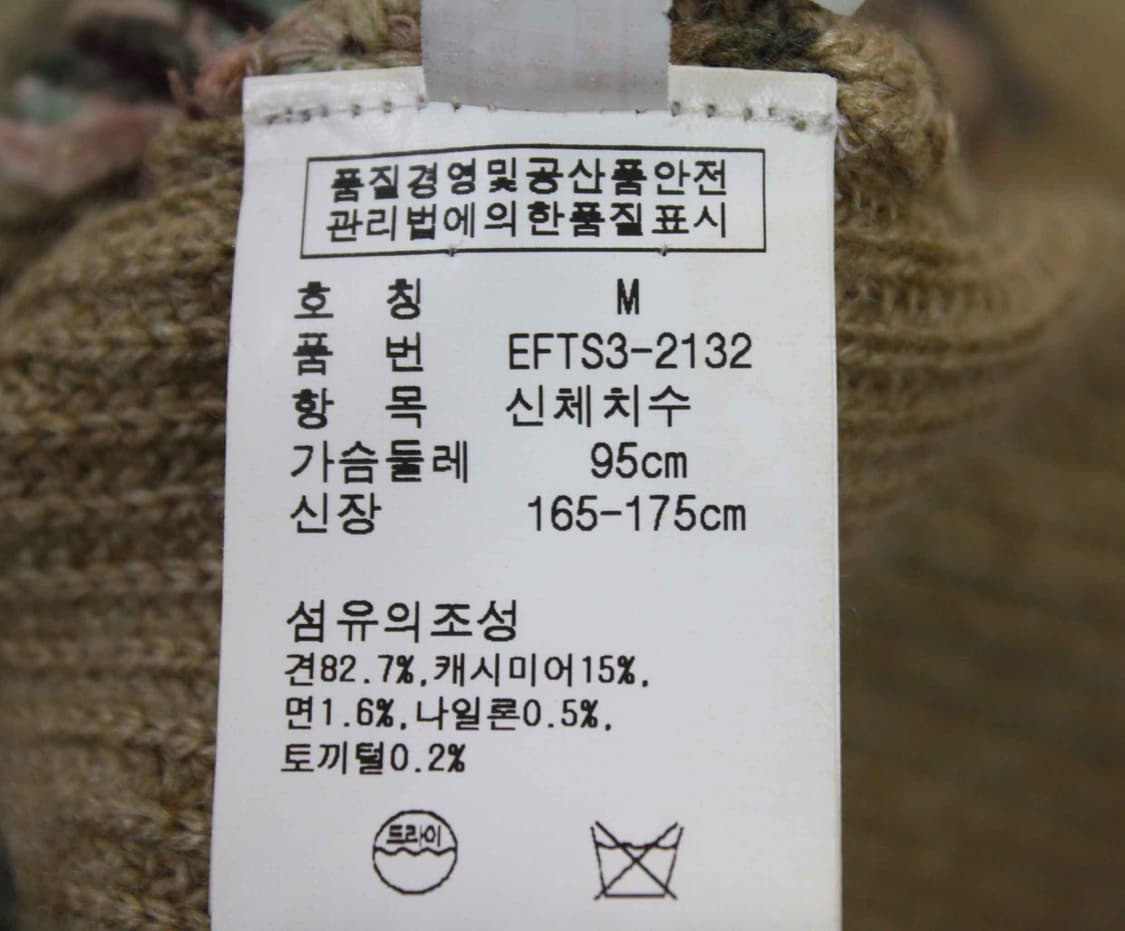 품질경영및공산품안전
관리법에의한품질표시
호 칭 M
품 번 EFTS3-2132
항 목 신체치수
가슴둘레 95cm
신장 165-175cm
섬유의조성
견82.7%,캐시미어15%,
면1.6%,나일론0.5%,
토끼털0.2%
드라이